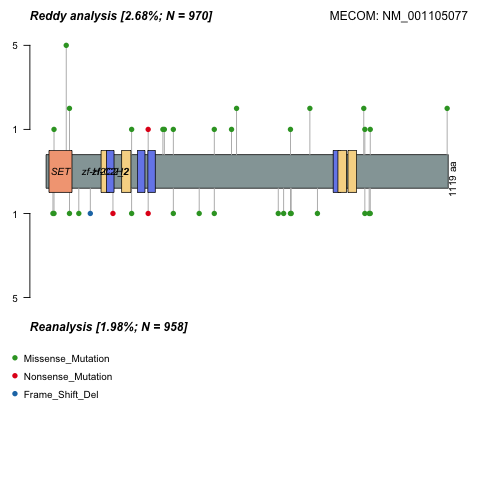 Reddy analysis [2.68%; N = 970]
MECOM: NM_001105077
5
1
SET
1119 aa
1
5
Reanalysis [1.98%; N = 958]
Missense_Mutation
Nonsense_Mutation
Frame_Shift_Del